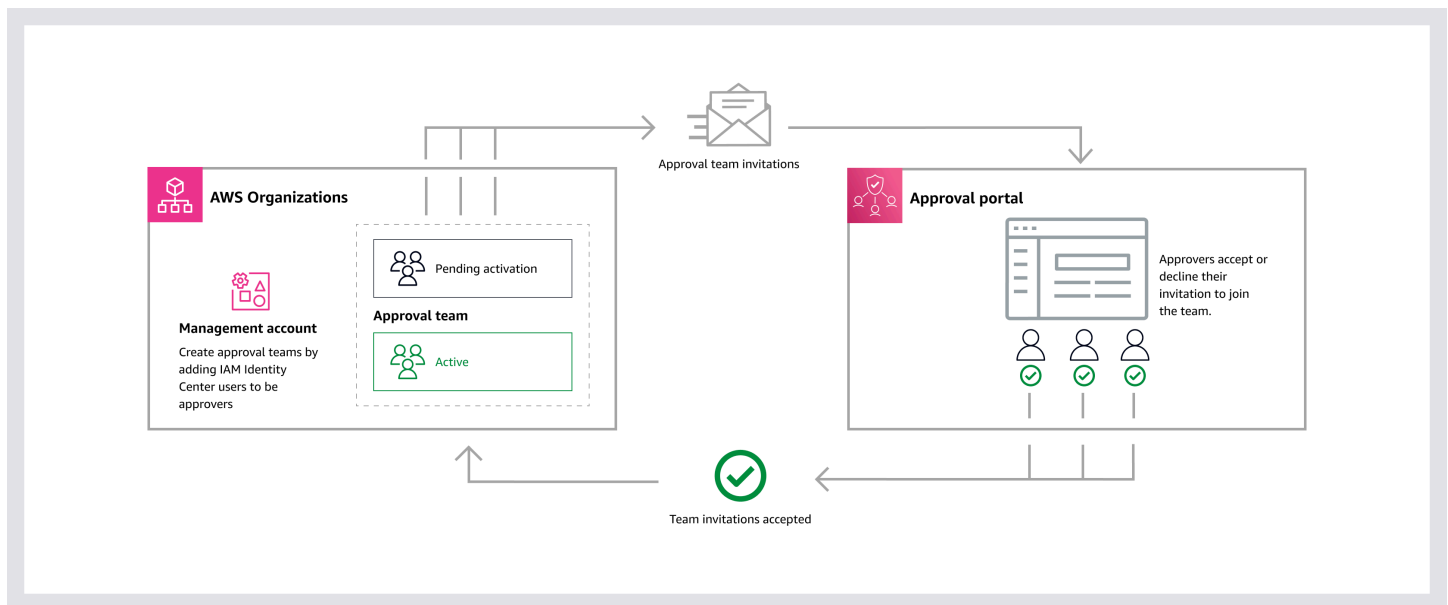 Approval team invitations
AWS Organizations
Pending activation
Approval team
Active
Management account
Create approval teams by
adding IAM Identity
Center users to be
approvers
Approval portal
Approvers accept or
decline their
invitation to join
the team.
Team invitations accepted